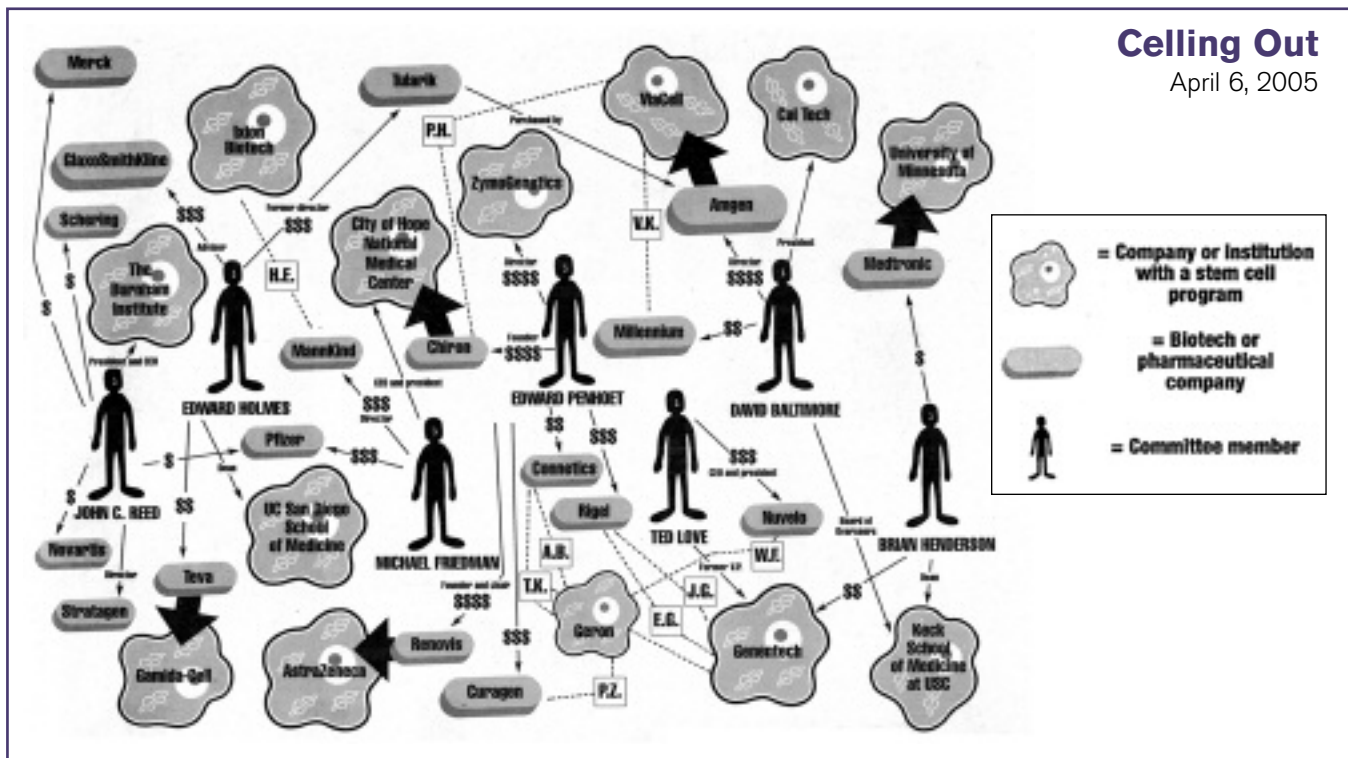 Celling Out
April 6, 2005
Merck
Ixion
Biotech
Tularik
ViaCell
Cal Tech
P.H.
Purchased by
University of
Minnesota
GlaxoSmithKline
ZymoGenetics
Amgen
Schering
$$$
Former director
$$$
City of Hope
National
Medical
Center
V.K.
President
Medtronic
The
Burnham
Institute
Advisor
H.E.
Director
$$$$
Director
$$$$
$
$
MannKind
Chiron
Founder
$$$$
Millennium
$$
$
President and CEO
CEO and president
EDWARD HOLMES
$$$
Director
EDWARD PENHOET
DAVID BALTIMORE
$$
$$$
$$$
CEO and president
Pfizer
$
$$$
Connetics
$
$$
Dean
Rigel
Nuvelo
JOHN C. REED
UC San Diego
School
of Medicine
TED LOVE
Board of
Overseers
BRIAN HENDERSON
Novartis
MICHAEL FRIEDMAN
A.B.
W.F.
Former V.P.
Director
Teva
Founder and chair
$$$$
T.K.
J.G.
$$
Dean
Stratagen
E.G.
Geron
Renovis
$$$
Genentech
Keck
School
of Medicine
at USC
Gamida-Cell
AstraZeneca
Curagen
P.Z.
= Company or institution
with a stem cell
program
= Biotech or
pharmaceutical
company
= Committee member